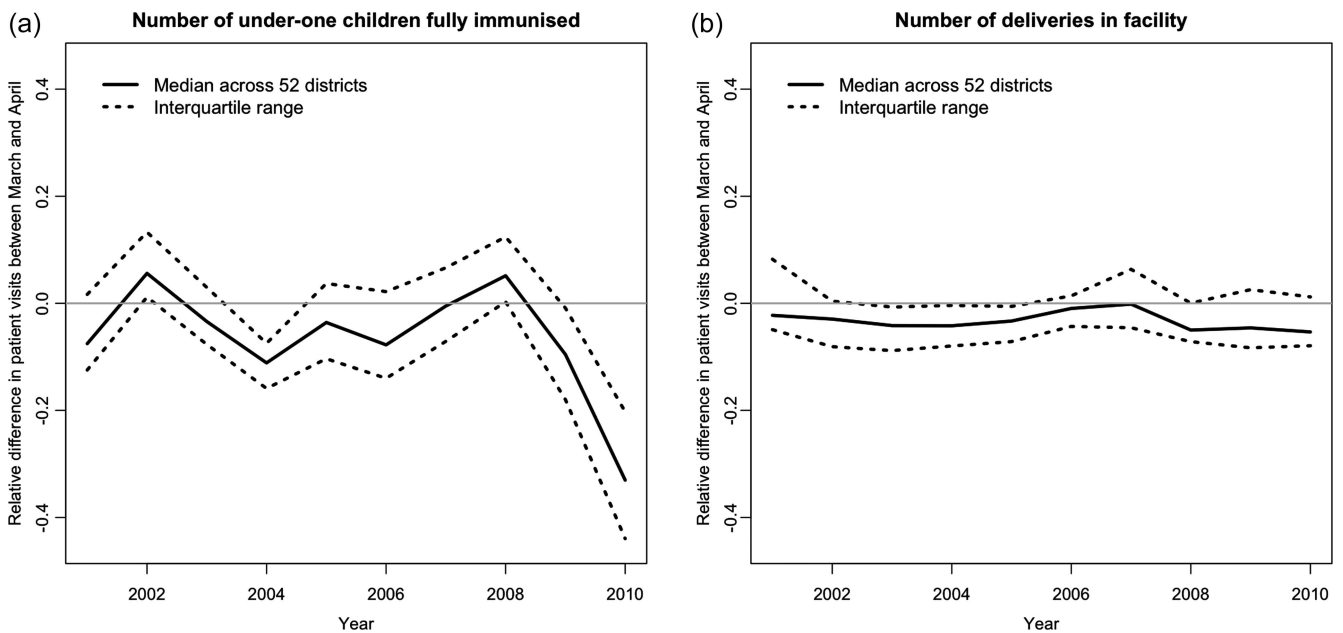 (a)
Number of under-one children fully immunised
Relative difference in patient visits between March and April
0.4
0.2
0.0
-0.2
-0.4
Median across 52 districts
Interquartile range
2002
2004
2006
2008
2010
Year
(b)
Number of deliveries in facility
Relative difference in patient visits between March and April
0.4
0.2
0.0
-0.2
-0.4
Median across 52 districts
Interquartile range
2002
2004
2006
2008
2010
Year